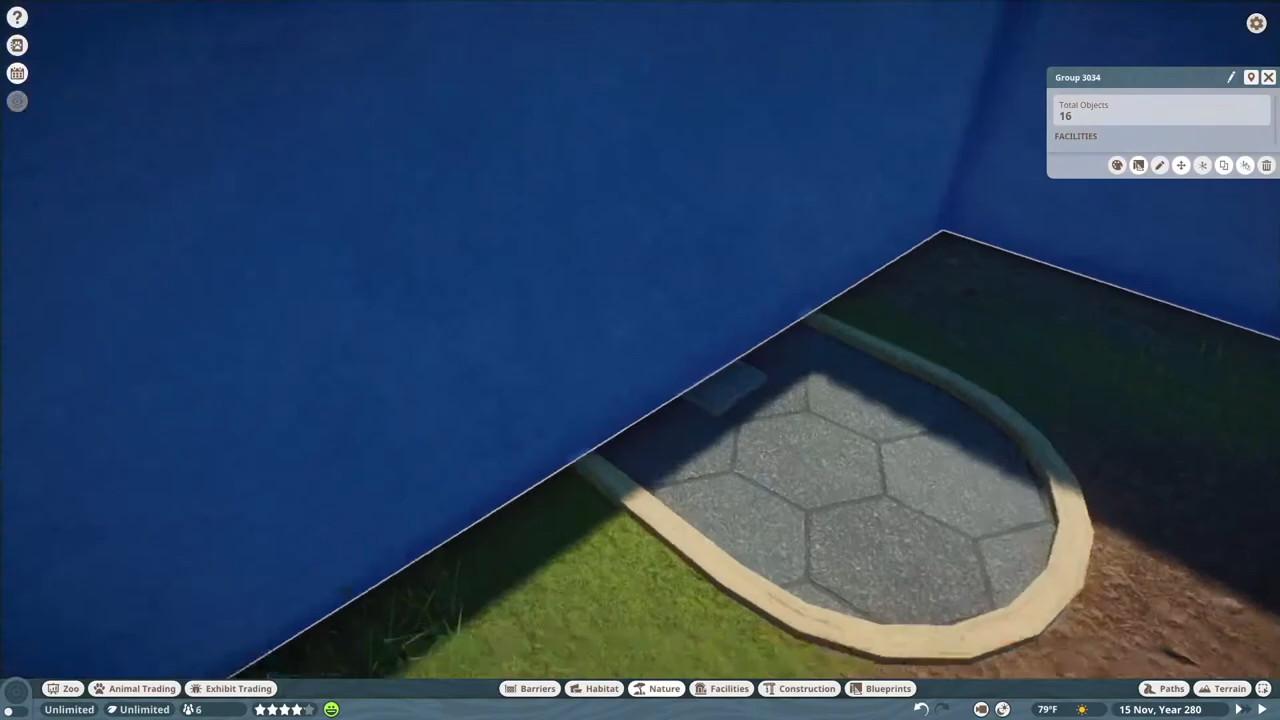 ?
Group 3034
Total Objects
16
FACILITIES
Zoo
Animal Trading
Exhibit Trading
Barriers
Habitat
Nature
Facilities
Construction
Blueprints
Paths
Terrain
Unlimited
Unlimited
6
79°F
15 Nov, Year 280